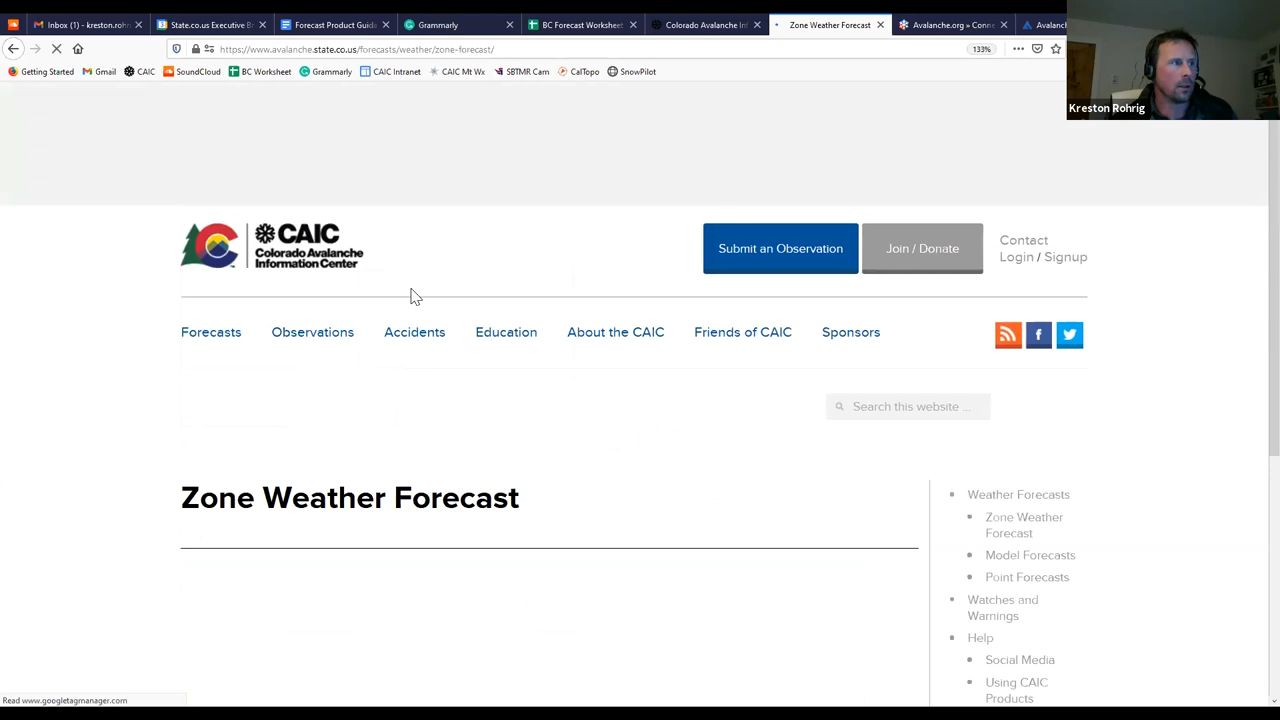 Inbox (1) - kreston.rohr
State.co.us Executive B
Forecast Product Guide
Grammarly
BC Forecast Worksheet
Colorado Avalanche Inf
Zone Weather Forecast
Avalanche.org » Conn
Avalanc
https://www.avalanche.state.co.us/forecasts/weather/zone-forecast/
133%
Getting Started
Gmail
CAIC
SoundCloud
BC Worksheet
Grammarly
CAIC Intranet
CAIC Mt Wx
SBTMR Cam
CalTopo
SnowPilot
Kreston Rohrig
CAIC
Colorado Avalanche
Information Center
Submit an Observation
Join / Donate
Contact
Login / Signup
Forecasts
Observations
Accidents
Education
About the CAIC
Friends of CAIC
Sponsors
Search this website ...
Zone Weather Forecast
Weather Forecasts
Zone Weather
Forecast
Model Forecasts
Point Forecasts
Watches and
Warnings
Help
Social Media
Using CAIC
Products
Read www.googletagmanager.com